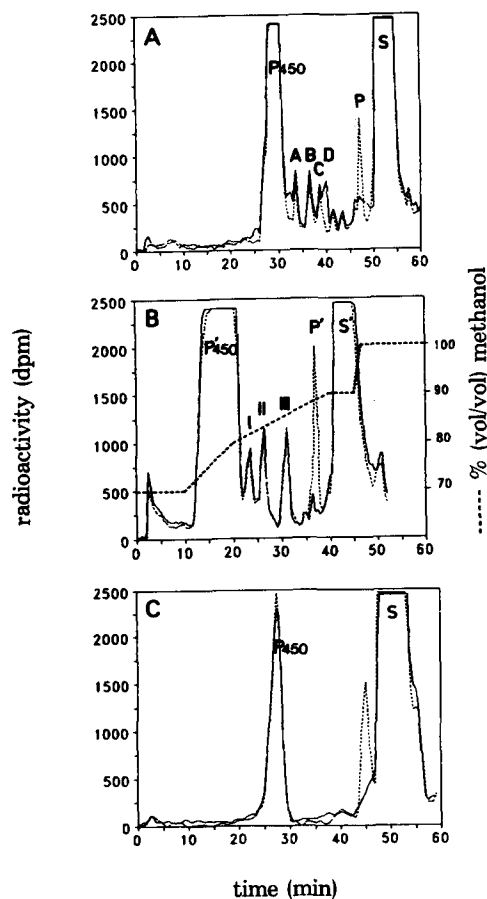 A
P450
S
P
A B D
C
2500
2000
1500
1000
500
0
0 10 20 30 40 50 60
B
P'450
P'
S'
I II III
2500
2000
1500
1000
500
0
0 10 20 30 40 50 60
100
90
80
70
C
P450
S
2500
2000
1500
1000
500
0
0 10 20 30 40 50 60
radioactivity (dpm)
------ % (vol/vol) methanol
time (min)